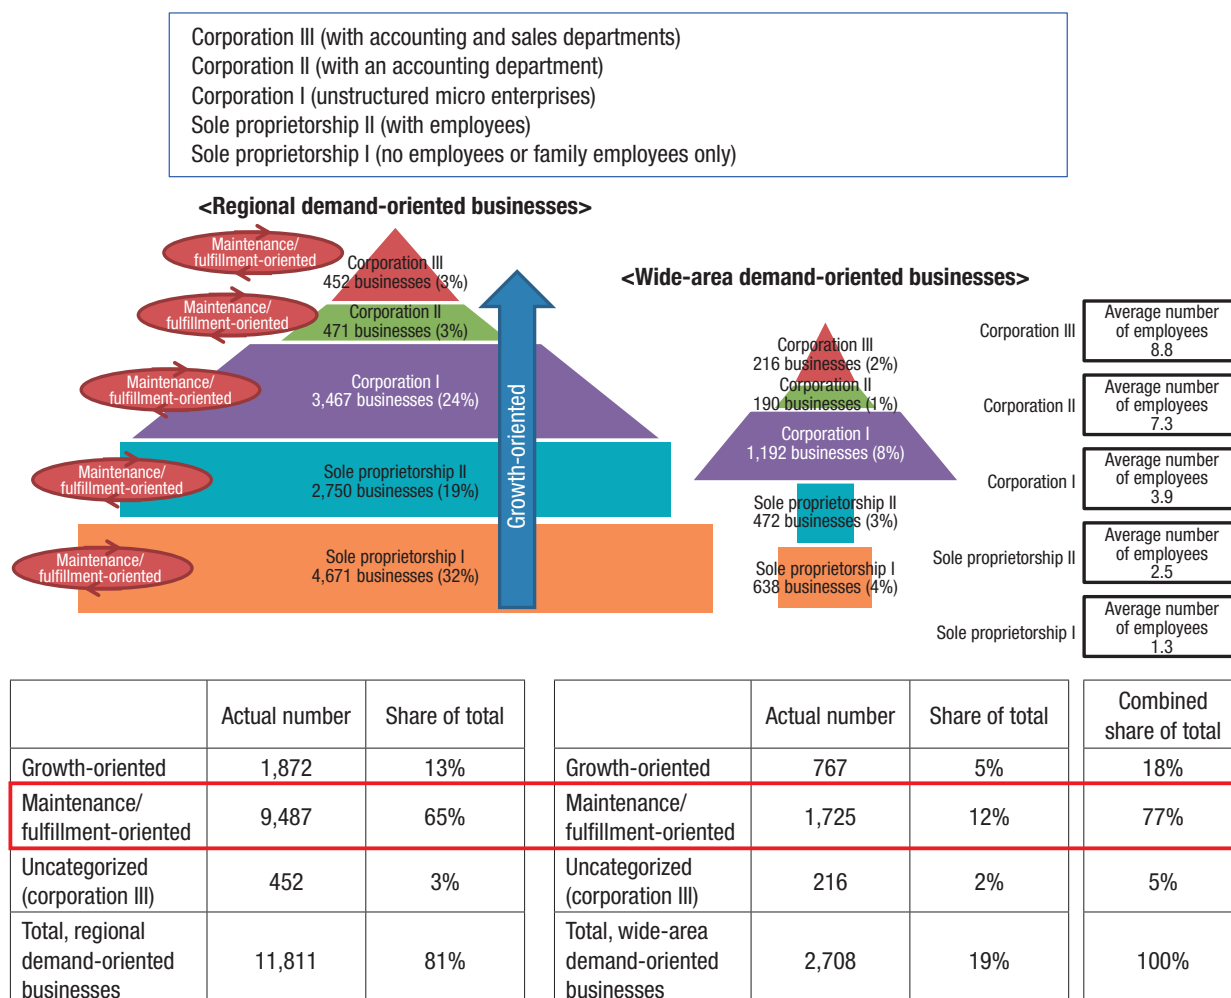 Corporation III (with accounting and sales departments)
Corporation II (with an accounting department)
Corporation I (unstructured micro enterprises)
Sole proprietorship II (with employees)
Sole proprietorship I (no employees or family employees only)
<Regional demand-oriented businesses>
Maintenance/
fulfillment-oriented
Corporation III
452 businesses (3%)
Maintenance/
fulfillment-oriented
Corporation II
471 businesses (3%)
Maintenance/
fulfillment-oriented
Corporation I
3,467 businesses (24%)
Maintenance/
fulfillment-oriented
Sole proprietorship II
2,750 businesses (19%)
Maintenance/
fulfillment-oriented
Sole proprietorship I
4,671 businesses (32%)
Growth-oriented
<Wide-area demand-oriented businesses>
Corporation III
216 businesses (2%)
Corporation II
190 businesses (1%)
Corporation I
1,192 businesses (8%)
Sole proprietorship II
472 businesses (3%)
Sole proprietorship I
638 businesses (4%)
Corporation III
Average number
of employees
8.8
Corporation II
Average number
of employees
7.3
Corporation I
Average number
of employees
3.9
Sole proprietorship II
Average number
of employees
2.5
Sole proprietorship I
Average number
of employees
1.3
Actual number Share of total
Growth-oriented 1,872 13%
Maintenance/
fulfillment-oriented 9,487 65%
Uncategorized
(corporation III) 452 3%
Total, regional
demand-oriented 11,811 81%
businesses
Actual number Share of total
Growth-oriented 767 5%
Maintenance/
fulfillment-oriented 1,725 12%
Uncategorized
(corporation III) 216 2%
Total, wide-area
demand-oriented 2,708 19%
businesses
Combined
share of total
18%
77%
5%
100%